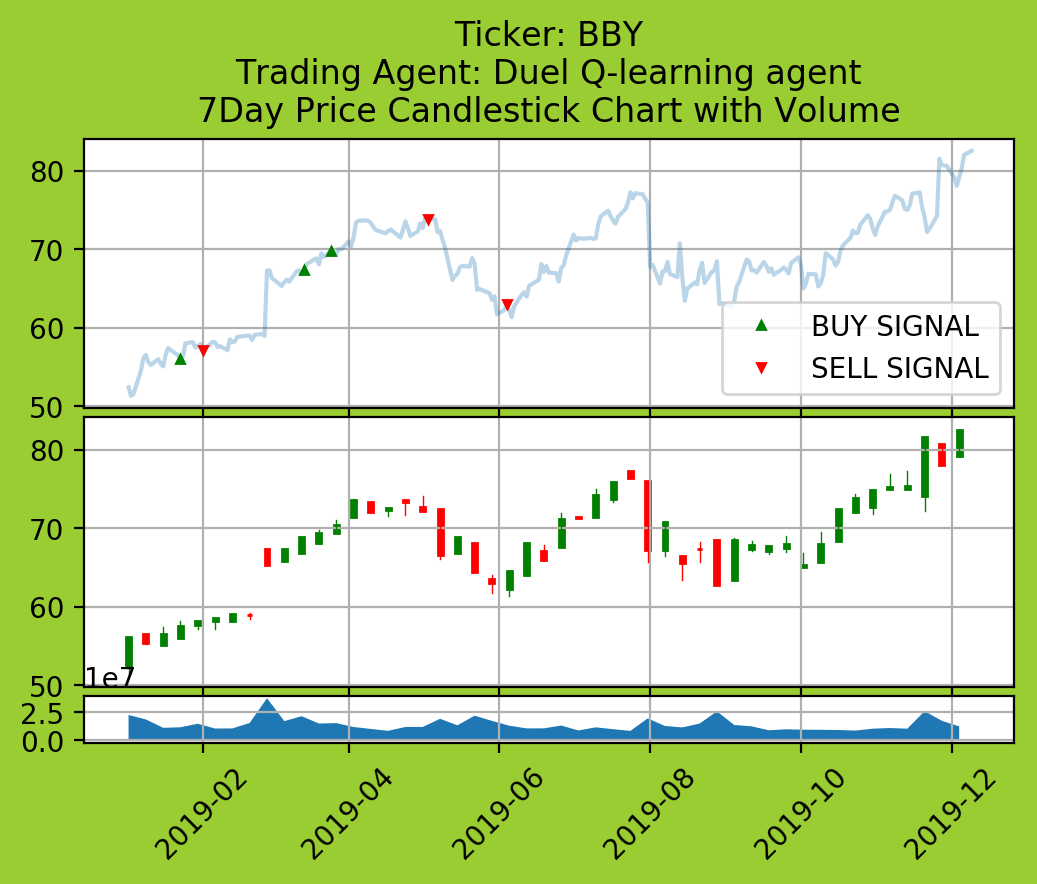 Ticker: BBY
Trading Agent: Duel Q-learning agent
7Day Price Candlestick Chart with Volume
80
70
60
50
BUY SIGNAL
SELL SIGNAL
80
70
60
50
1e7
2.5
0.0
2019-02
2019-04
2019-06
2019-08
2019-10
2019-12